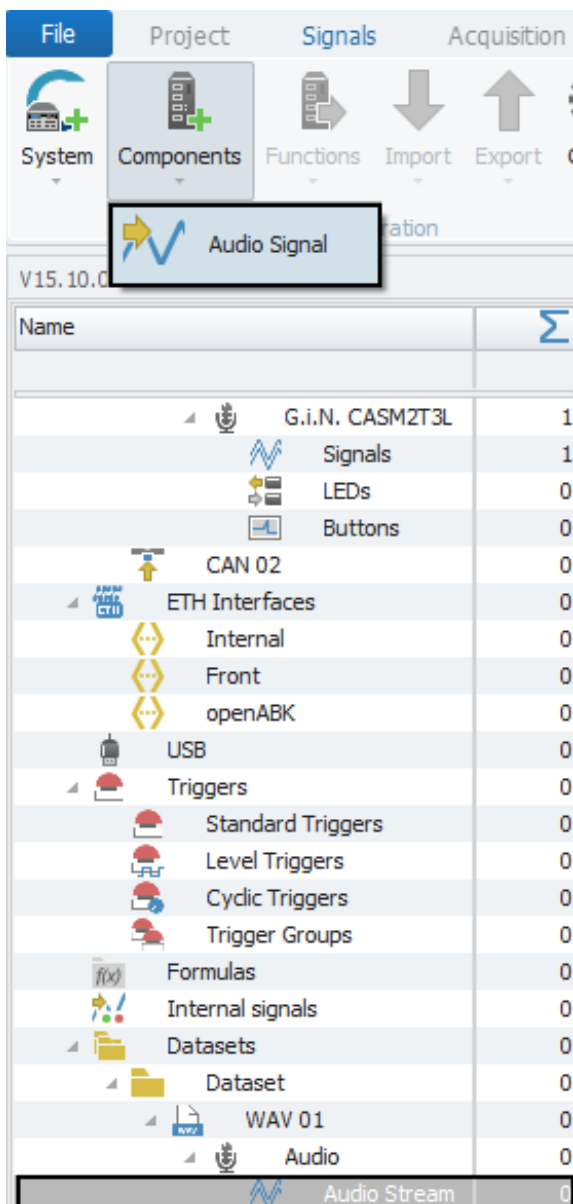 File Project Signals Acquisition
System Components Functions Import Export
Audio Signal
V15.10.0
Name Σ
G.i.N. CASM2T3L 1
Signals 1
LEDs 0
Buttons 0
CAN 02 0
ETH Interfaces 0
Internal 0
Front 0
openABK 0
USB 0
Triggers 0
Standard Triggers 0
Level Triggers 0
Cyclic Triggers 0
Trigger Groups 0
f(x) Formulas 0
Internal signals 0
Datasets 0
Dataset 0
WAV 01 0
Audio 0
Audio Stream 0